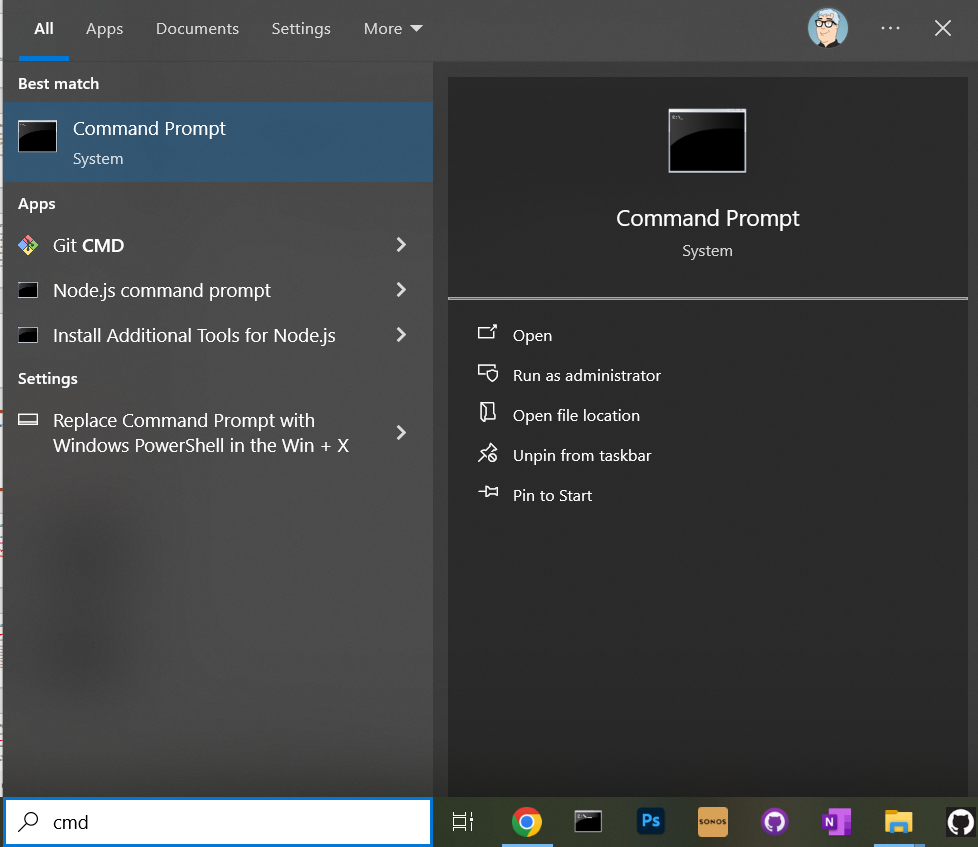 All Apps Documents Settings More
Best match
Command Prompt
System
Apps
Git CMD
Node.js command prompt
Install Additional Tools for Node.js
Settings
Replace Command Prompt with
Windows PowerShell in the Win + X
Command Prompt
System
Open
Run as administrator
Open file location
Unpin from taskbar
Pin to Start
cmd
Ps
SONOS
N